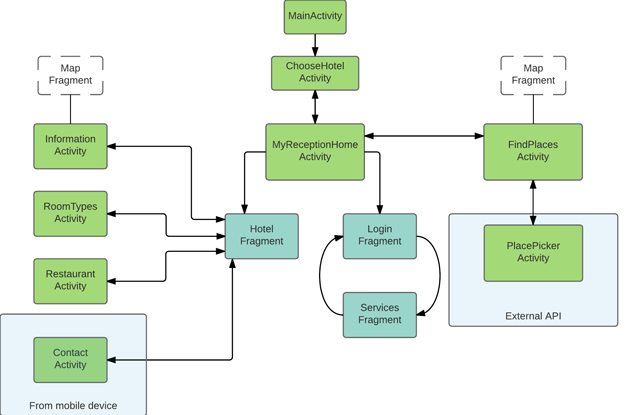 MainActivity
ChooseHotel
Activity
Map
Fragment
Map
Fragment
Information
Activity
MyReceptionHome
Activity
FindPlaces
Activity
RoomTypes
Activity
Hotel
Fragment
Login
Fragment
PlacePicker
Activity
Restaurant
Activity
Services
Fragment
External API
Contact
Activity
From mobile device